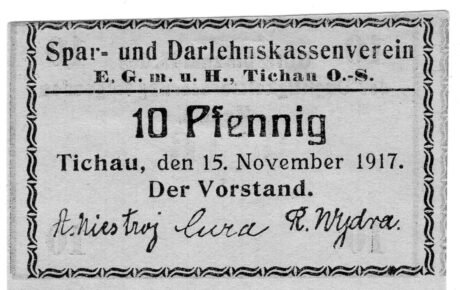 Spar- und Darlehnskassenverein
E. G. m. u. H., Tichau O.-S.
10 Pfennig
Tichau, den 15. November 1917.
Der Vorstand.
A. Niestroj Cura R. Wydra.